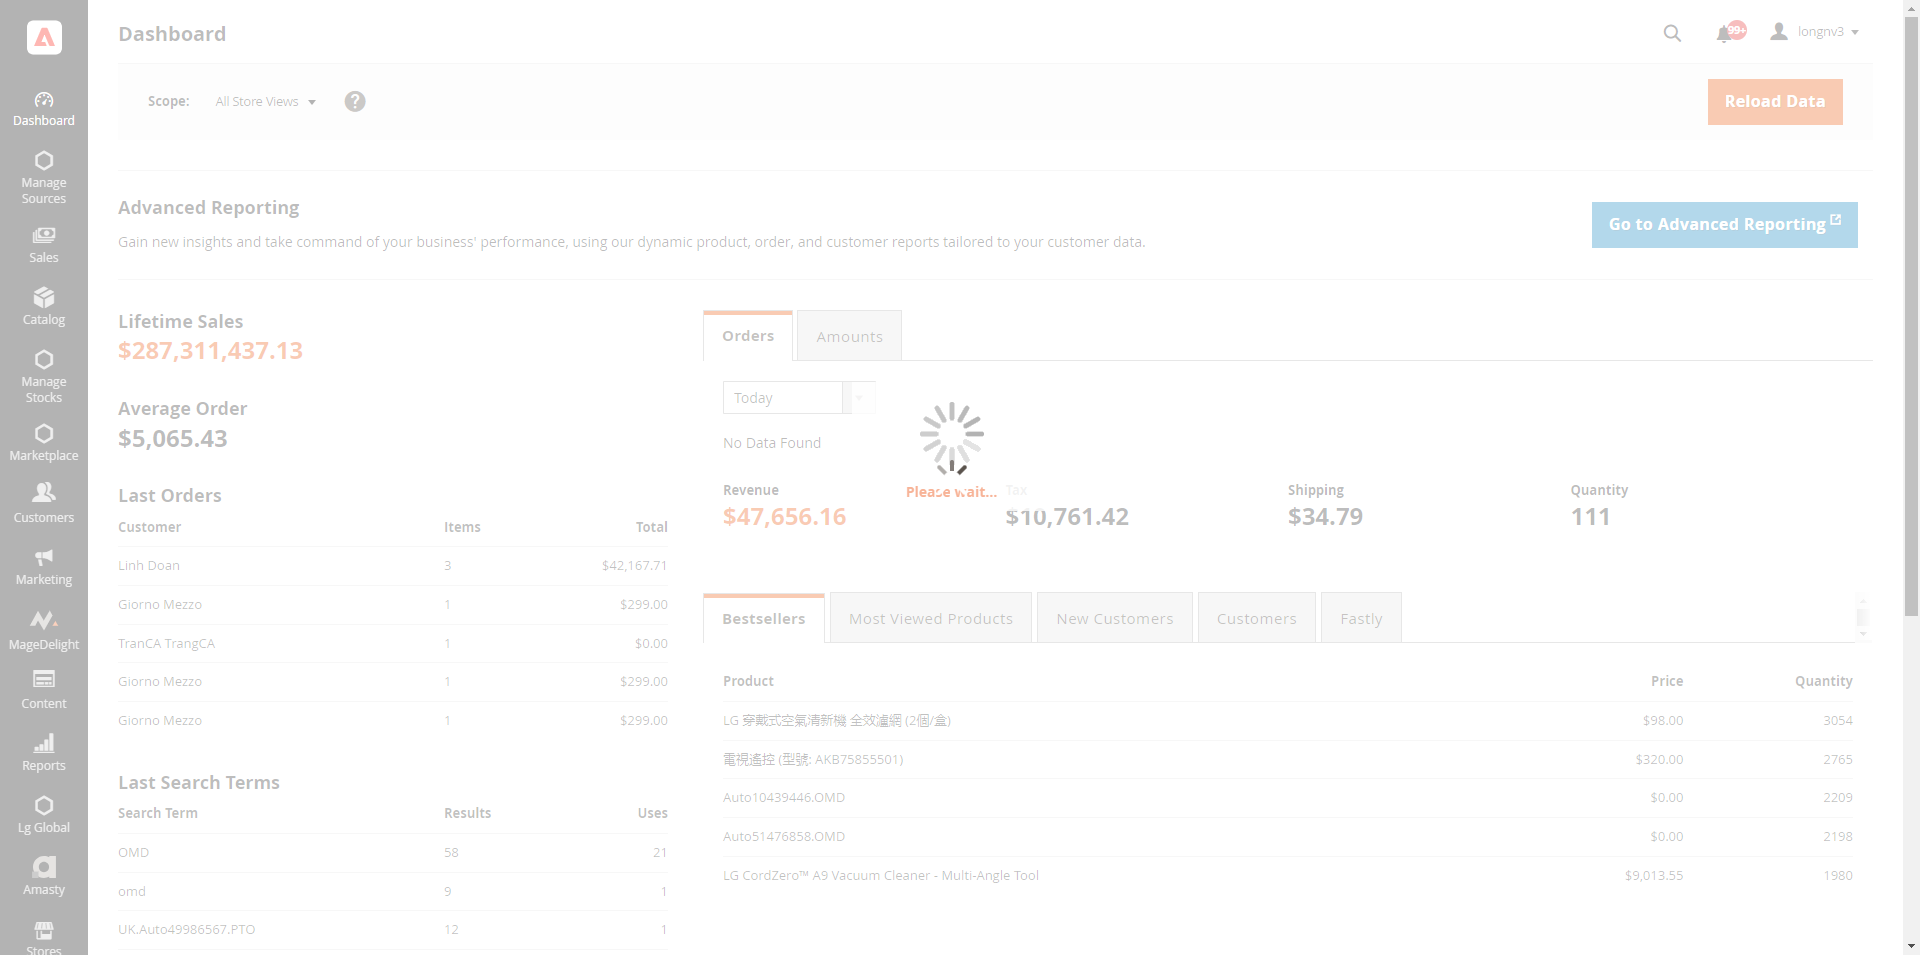 Dashboard
99+
longnv3
Scope:
All Store Views
?
Reload Data
Dashboard
Manage
Sources
Sales
Catalog
Manage
Stocks
Marketplace
Customers
Marketing
MageDelight
Content
Reports
Lg Global
Amasty
Stores
Advanced Reporting
Gain new insights and take command of your business' performance, using our dynamic product, order, and customer reports tailored to your customer data.
Go to Advanced Reporting
Lifetime Sales
$287,311,437.13
Average Order
$5,065.43
Last Orders
Customer Items Total
Linh Doan 3 $42,167.71
Giorno Mezzo 1 $299.00
TranCA TrangCA 1 $0.00
Giorno Mezzo 1 $299.00
Giorno Mezzo 1 $299.00
Last Search Terms
Search Term Results Uses
OMD 58 21
omd 9 1
UK.Auto49986567.PTO 12 1
Orders Amounts
Today
No Data Found
Please wait...
Revenue Tax Shipping Quantity
$47,656.16 $10,761.42 $34.79 111
Bestsellers Most Viewed Products New Customers Customers Fastly
Product Price Quantity
LG 穿戴式空氣清新機 全效濾網 (2個/盒) $98.00 3054
電視遙控 (型號: AKB75855501) $320.00 2765
Auto10439446.OMD $0.00 2209
Auto51476858.OMD $0.00 2198
LG CordZero™ A9 Vacuum Cleaner - Multi-Angle Tool $9,013.55 1980